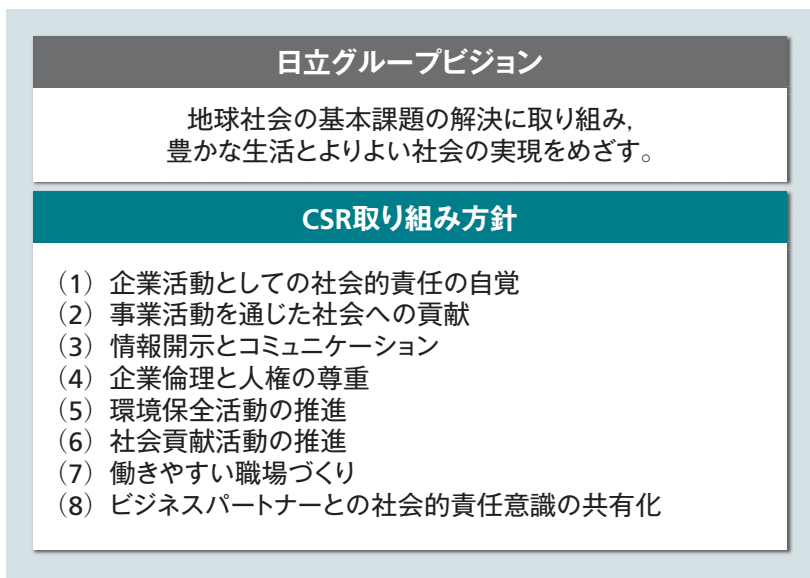 日立グループビジョン
地球社会の基本課題の解決に取り組み，
豊かな生活とよりよい社会の実現をめざす。
CSR取り組み方針
（1）企業活動としての社会的責任の自覚
（2）事業活動を通じた社会への貢献
（3）情報開示とコミュニケーション
（4）企業倫理と人権の尊重
（5）環境保全活動の推進
（6）社会貢献活動の推進
（7）働きやすい職場づくり
（8）ビジネスパートナーとの社会的責任意識の共有化